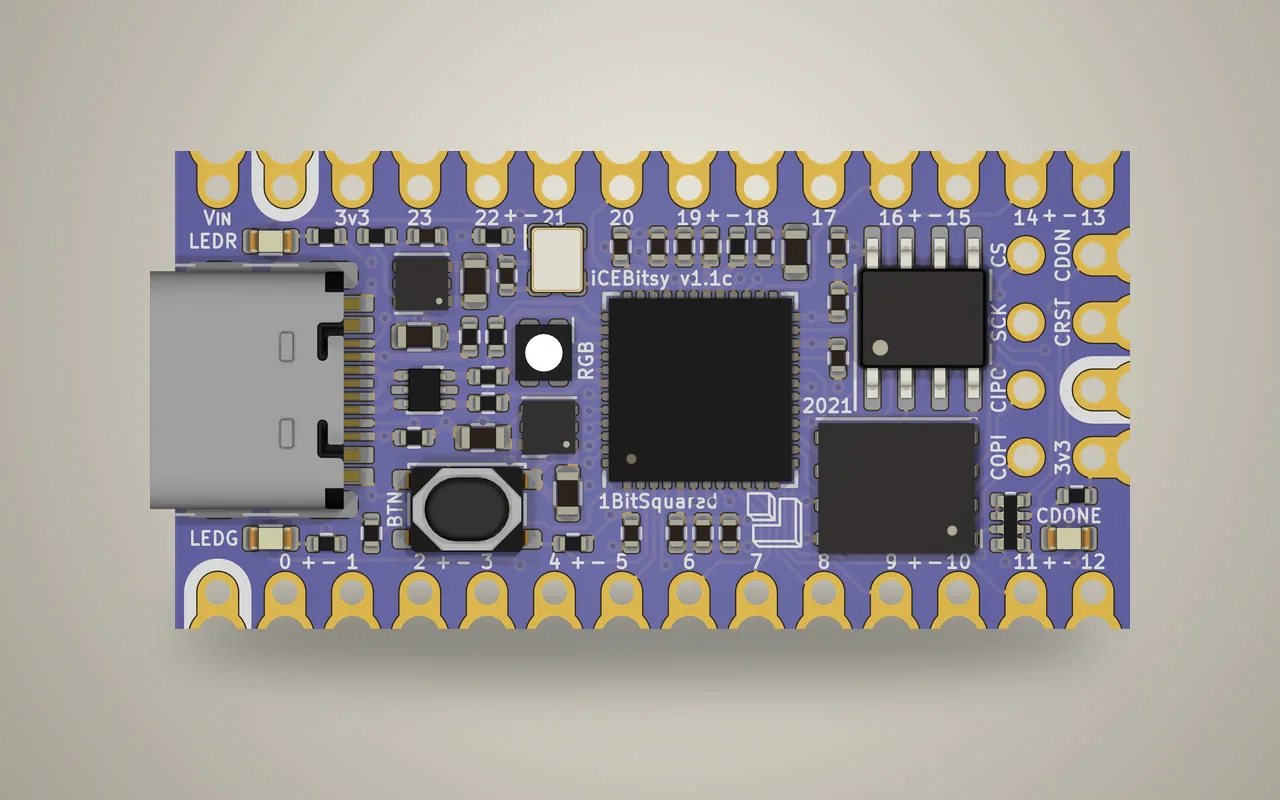 VIN 3v3 23 22+-21 20 19+-18 17 16+-15 14+-13
LEDR
CS
CDON
iCEBitsy v1.1c
SCK
CRST
RGB
CIPC
2021
COPI
3v3
BTN
1BitSquared
CDONE
LEDG
0+-1 2+-3 4+-5 6 7 8 9+-10 11+-12